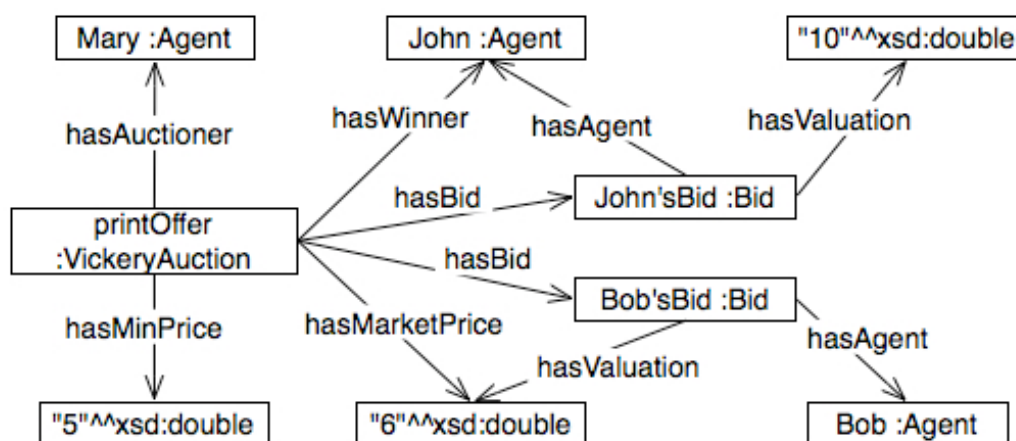 Mary :Agent
John :Agent
"10"^^xsd:double
hasAuctioner
hasWinner
hasAgent
hasValuation
hasBid
John'sBid :Bid
printOffer
:VickeryAuction
hasBid
Bob'sBid :Bid
hasMinPrice
hasMarketPrice
hasAgent
hasValuation
"5"^^xsd:double
"6"^^xsd:double
Bob :Agent